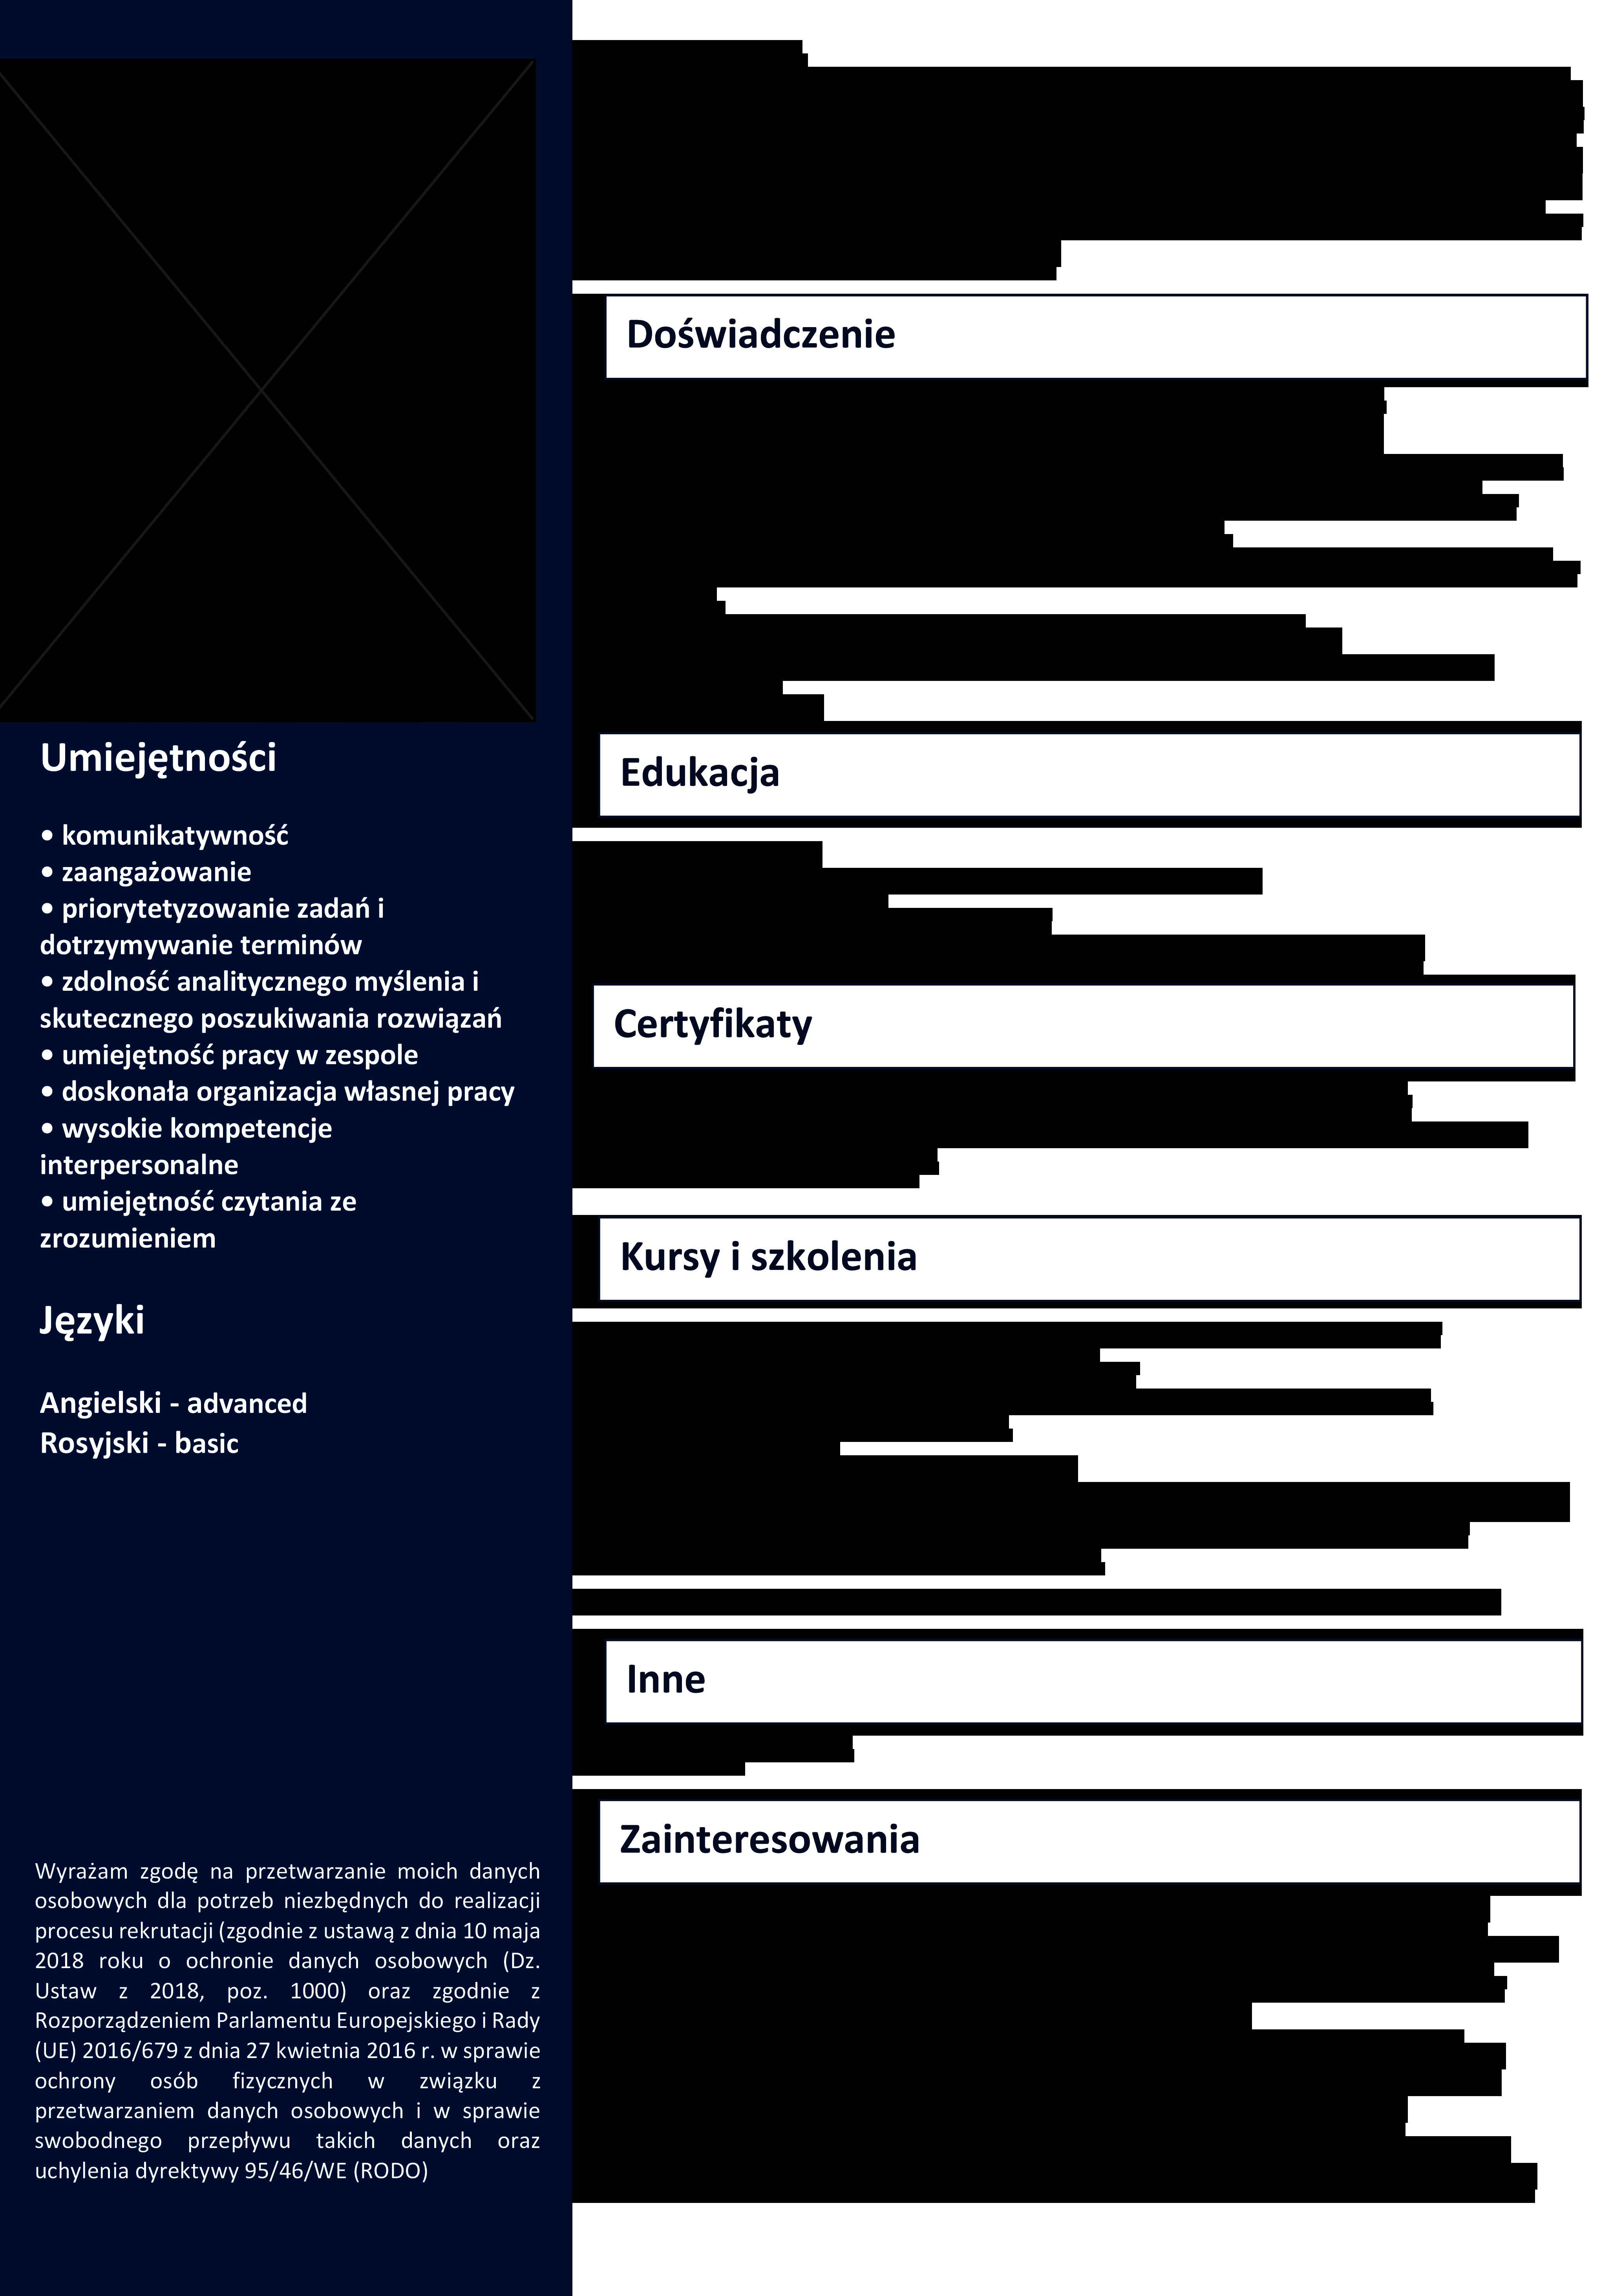 Umiejętności
• komunikatywność
• zaangażowanie
• priorytetyzowanie zadań i
dotrzymywanie terminów
• zdolność analitycznego myślenia i
skutecznego poszukiwania rozwiązań
• umiejętność pracy w zespole
• doskonała organizacja własnej pracy
• wysokie kompetencje
interpersonalne
• umiejętność czytania ze
zrozumieniem
Języki
Angielski - advanced
Rosyjski - basic
Wyrażam zgodę na przetwarzanie moich danych
osobowych dla potrzeb niezbędnych do realizacji
procesu rekrutacji (zgodnie z ustawą z dnia 10 maja
2018 roku o ochronie danych osobowych (Dz.
Ustaw z 2018, poz. 1000) oraz zgodnie z
Rozporządzeniem Parlamentu Europejskiego i Rady
(UE) 2016/679 z dnia 27 kwietnia 2016 r. w sprawie
ochrony osób fizycznych w związku z
przetwarzaniem danych osobowych i w sprawie
swobodnego przepływu takich danych oraz
uchylenia dyrektywy 95/46/WE (RODO)
Doświadczenie
Edukacja
Certyfikaty
Kursy i szkolenia
Inne
Zainteresowania